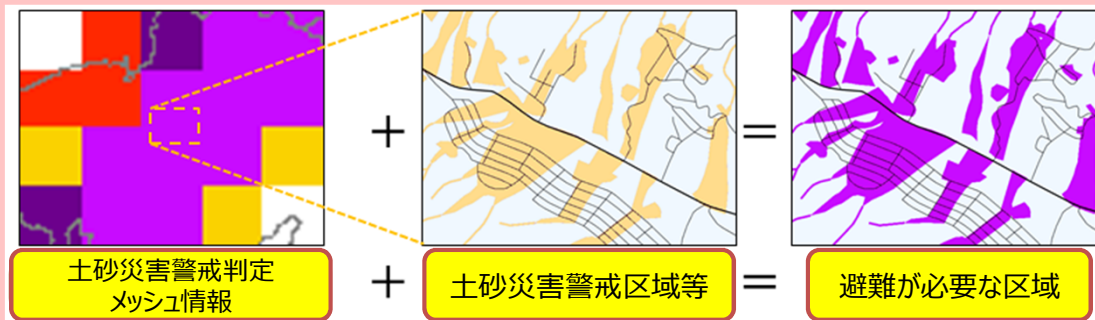 +
=
土砂災害警戒判定
メッシュ情報
+
土砂災害警戒区域等
=
避難が必要な区域